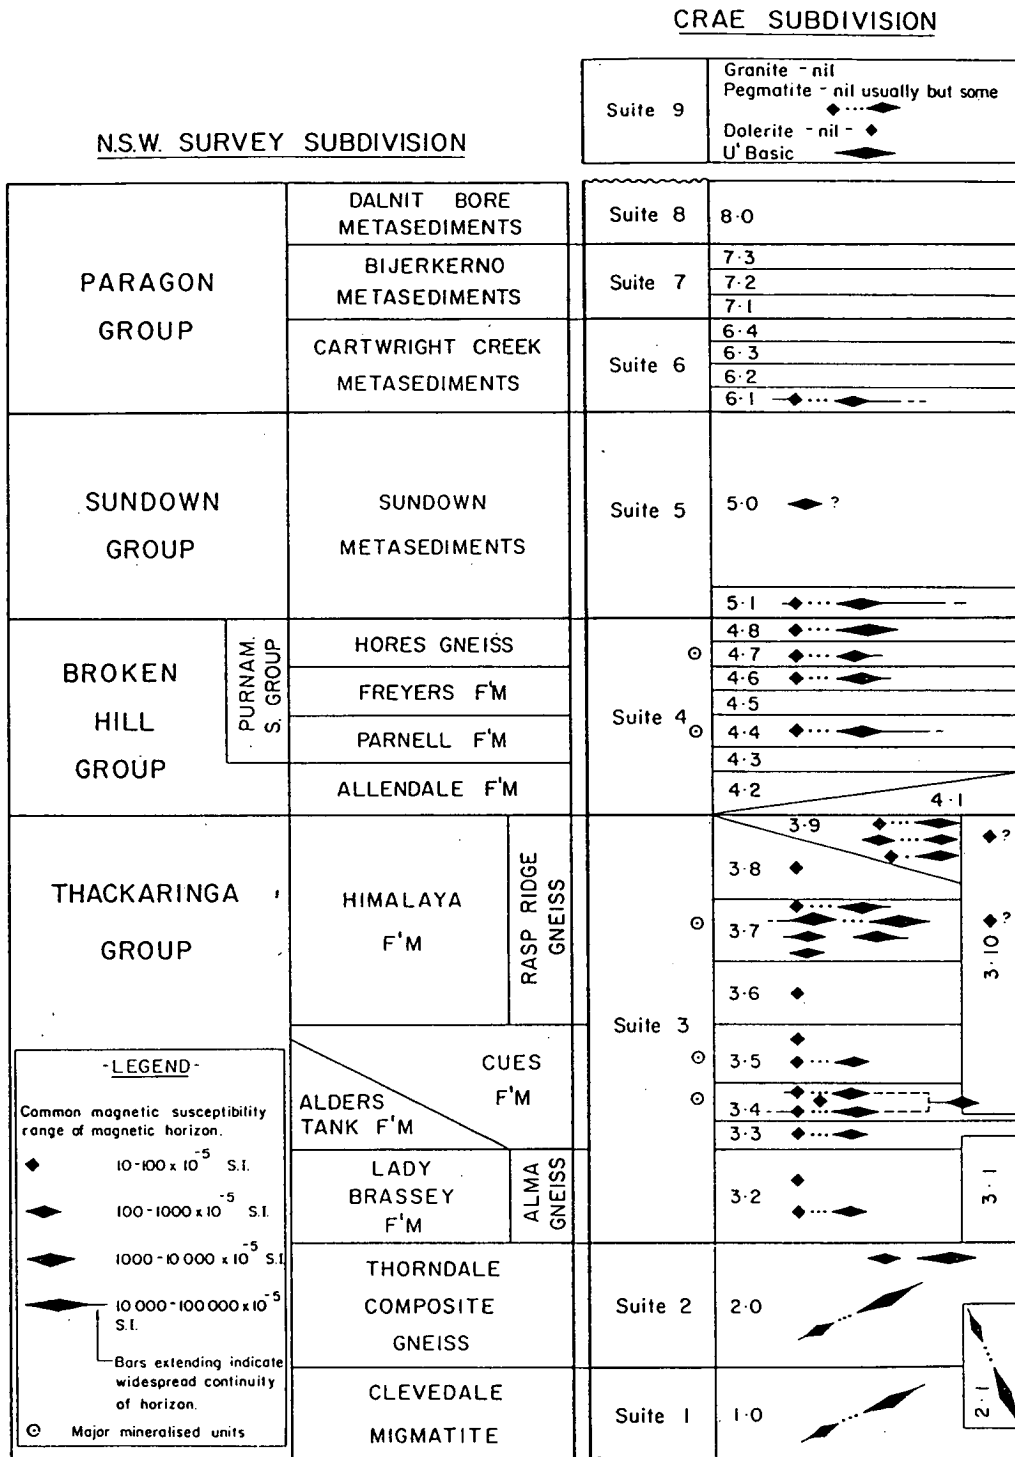 CRAE SUBDIVISION
Suite 9
Granite - nil
Pegmatite - nil usually but some
Dolerite - nil -
U' Basic
N.S.W. SURVEY SUBDIVISION
PARAGON
GROUP
DALNIT BORE
METASEDIMENTS
BIJERKERNO
METASEDIMENTS
CARTWRIGHT CREEK
METASEDIMENTS
Suite 8
8·0
Suite 7
7·3
7·2
7·1
Suite 6
6·4
6·3
6·2
6·1
SUNDOWN
GROUP
SUNDOWN
METASEDIMENTS
Suite 5
5·0 ?
5·1
BROKEN
HILL
GROUP
PURNAM.
S. GROUP
HORES GNEISS
FREYERS F'M
PARNELL F'M
ALLENDALE F'M
Suite 4
4·8
4·7
4·6
4·5
4·4
4·3
4·2
4·1
THACKARINGA
GROUP
HIMALAYA
F'M
RASP RIDGE
GNEISS
CUES
F'M
ALDERS
TANK F'M
LADY
BRASSEY
F'M
ALMA
GNEISS
Suite 3
3·9
3·8
?
3·7
?
3·10
3·6
3·5
3·4
3·3
3·2
3·1
THORNDALE
COMPOSITE
GNEISS
Suite 2
2·0
2·1
CLEVEDALE
MIGMATITE
Suite 1
1·0
-LEGEND-
Common magnetic susceptibility
range of magnetic horizon.
10-100 x 10⁻⁵ S.I.
100-1000 x 10⁻⁵ S.I.
1000-10 000 x 10⁻⁵ S.I.
10 000-100 000 x 10⁻⁵
S.I.
Bars extending indicate
widespread continuity
of horizon.
Major mineralised units